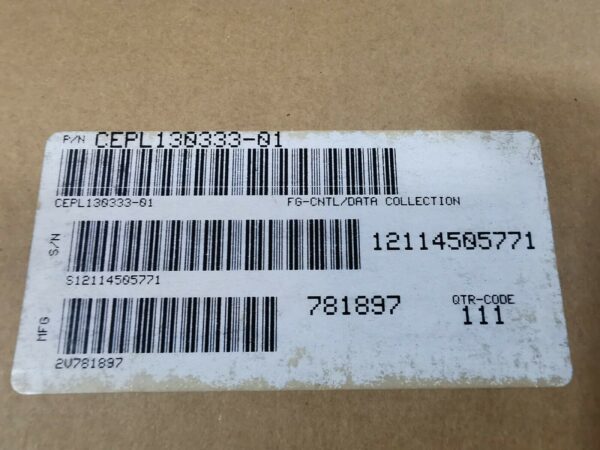 P/N CEPL130333-01
CEPL130333-01 FG-CNTL/DATA COLLECTION
S/N 12114505771
S12114505771
MFG 781897 QTR-CODE
111
2V781897